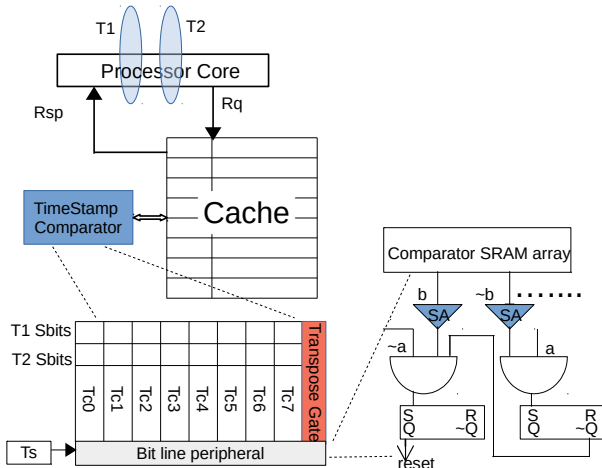 T1 T2
Processor Core
Rsp Rq
Cache
TimeStamp
Comparator
Comparator SRAM array
b ~b .......
SA SA
~a a
T1 Sbits
T2 Sbits
Tc0 Tc1 Tc2 Tc3 Tc4 Tc5 Tc6 Tc7
Transpose Gate
S R S R
Q ~Q Q ~Q
Ts
Bit line peripheral
reset